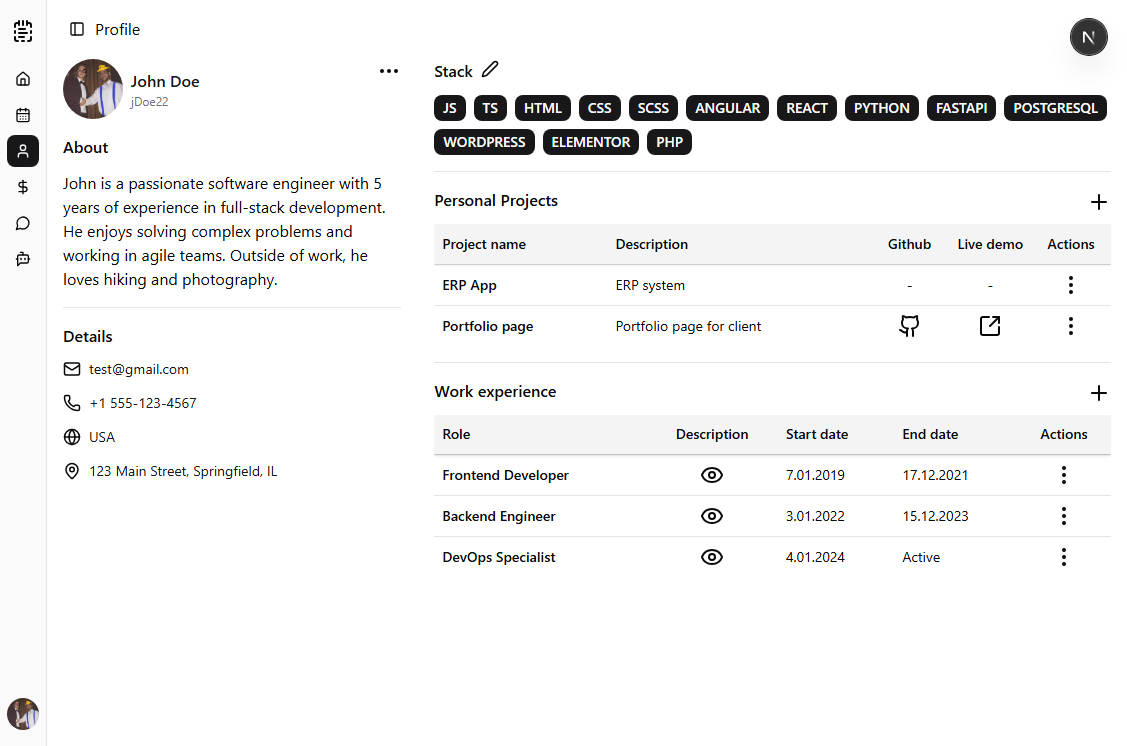 Profile
N
John Doe
jDoe22
About
John is a passionate software engineer with 5
years of experience in full-stack development.
He enjoys solving complex problems and
working in agile teams. Outside of work, he
loves hiking and photography.
Details
test@gmail.com
+1 555-123-4567
USA
123 Main Street, Springfield, IL
Stack
JS TS HTML CSS SCSS ANGULAR REACT PYTHON FASTAPI POSTGRESQL
WORDPRESS ELEMENTOR PHP
Personal Projects
Project name Description Github Live demo Actions
ERP App ERP system - -
Portfolio page Portfolio page for client
Work experience
Role Description Start date End date Actions
Frontend Developer 7.01.2019 17.12.2021
Backend Engineer 3.01.2022 15.12.2023
DevOps Specialist 4.01.2024 Active